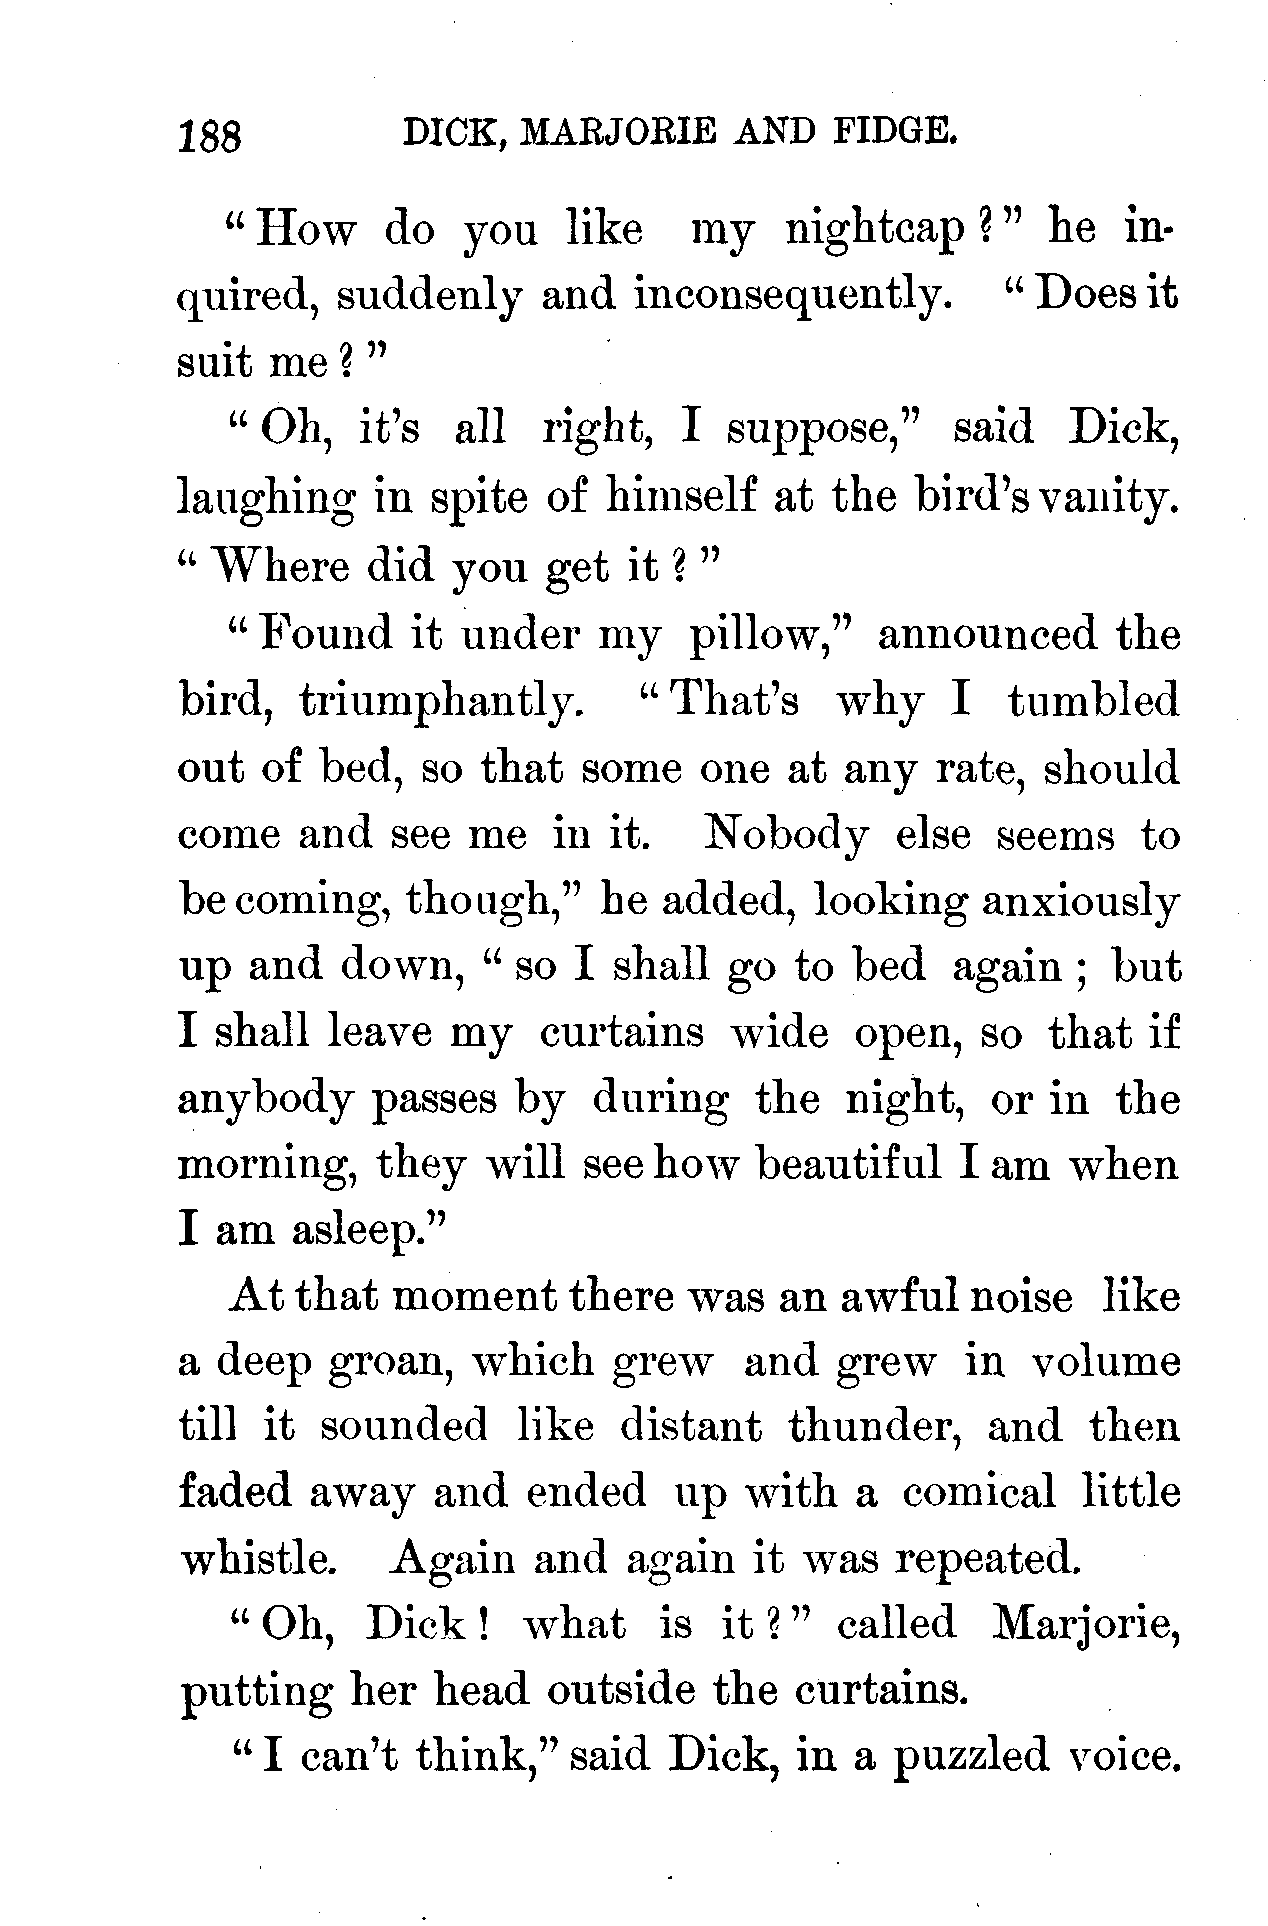 188 DICK, MARJORIE AND FIDGE.
“How do you like my nightcap?” he in-
quired, suddenly and inconsequently. “Does it
suit me?”
“Oh, it's all right, I suppose,” said Dick,
laughing in spite of himself at the bird's vanity.
“Where did you get it?”
“Found it under my pillow,” announced the
bird, triumphantly. “That's why I tumbled
out of bed, so that some one at any rate, should
come and see me in it. Nobody else seems to
be coming, though,” he added, looking anxiously
up and down, “so I shall go to bed again; but
I shall leave my curtains wide open, so that if
anybody passes by during the night, or in the
morning, they will see how beautiful I am when
I am asleep.”
At that moment there was an awful noise like
a deep groan, which grew and grew in volume
till it sounded like distant thunder, and then
faded away and ended up with a comical little
whistle. Again and again it was repeated.
“Oh, Dick! what is it?” called Marjorie,
putting her head outside the curtains.
“I can't think,” said Dick, in a puzzled voice.